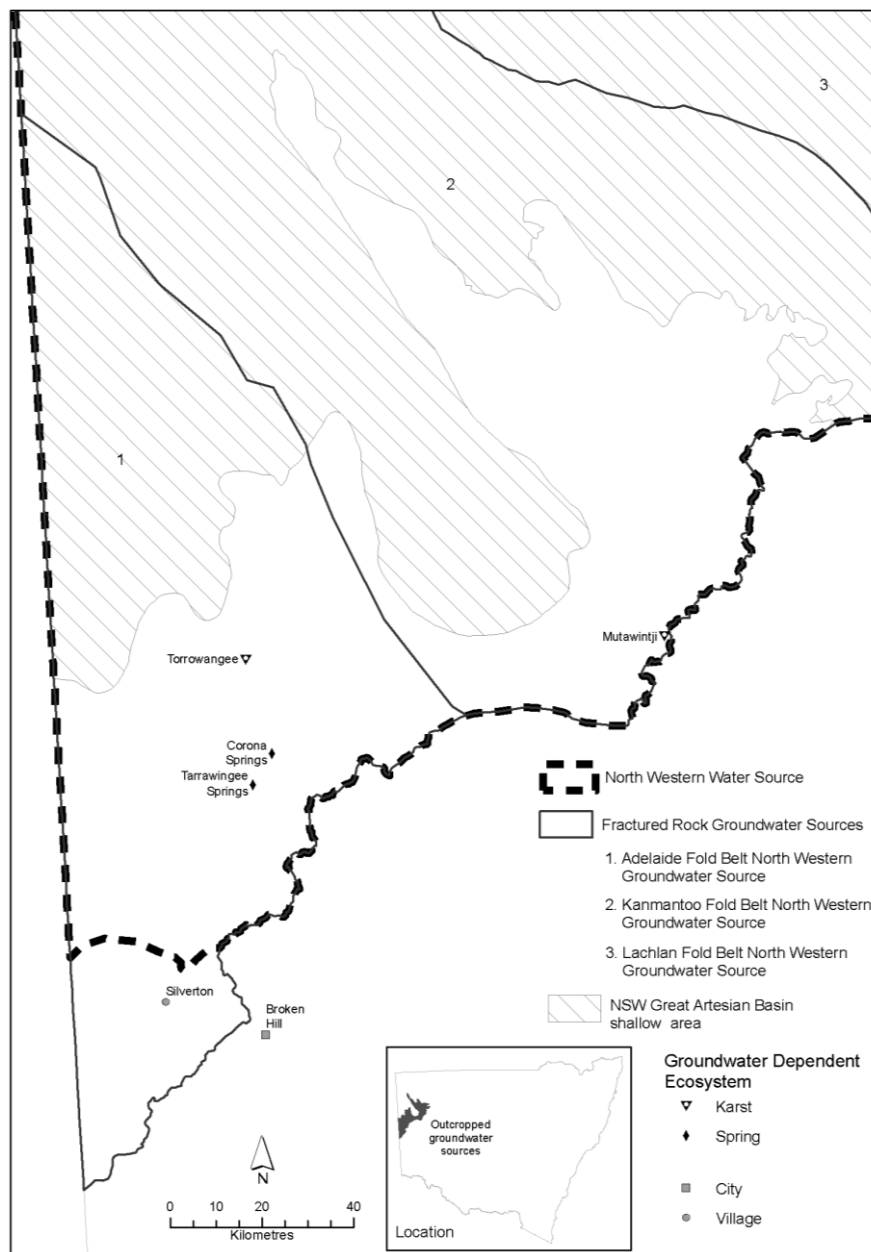 3
2
1
Mutawintji
Torrowangee
Corona
Springs
Tarrawingee
Springs
North Western Water Source
Fractured Rock Groundwater Sources
1. Adelaide Fold Belt North Western
Groundwater Source
2. Kanmantoo Fold Belt North Western
Groundwater Source
3. Lachlan Fold Belt North Western
Groundwater Source
Silverton
Broken
Hill
NSW Great Artesian Basin
shallow area
Groundwater Dependent
Ecosystem
Karst
Spring
City
Village
Outcropped
groundwater
sources
Location
N
0 20 40
Kilometres